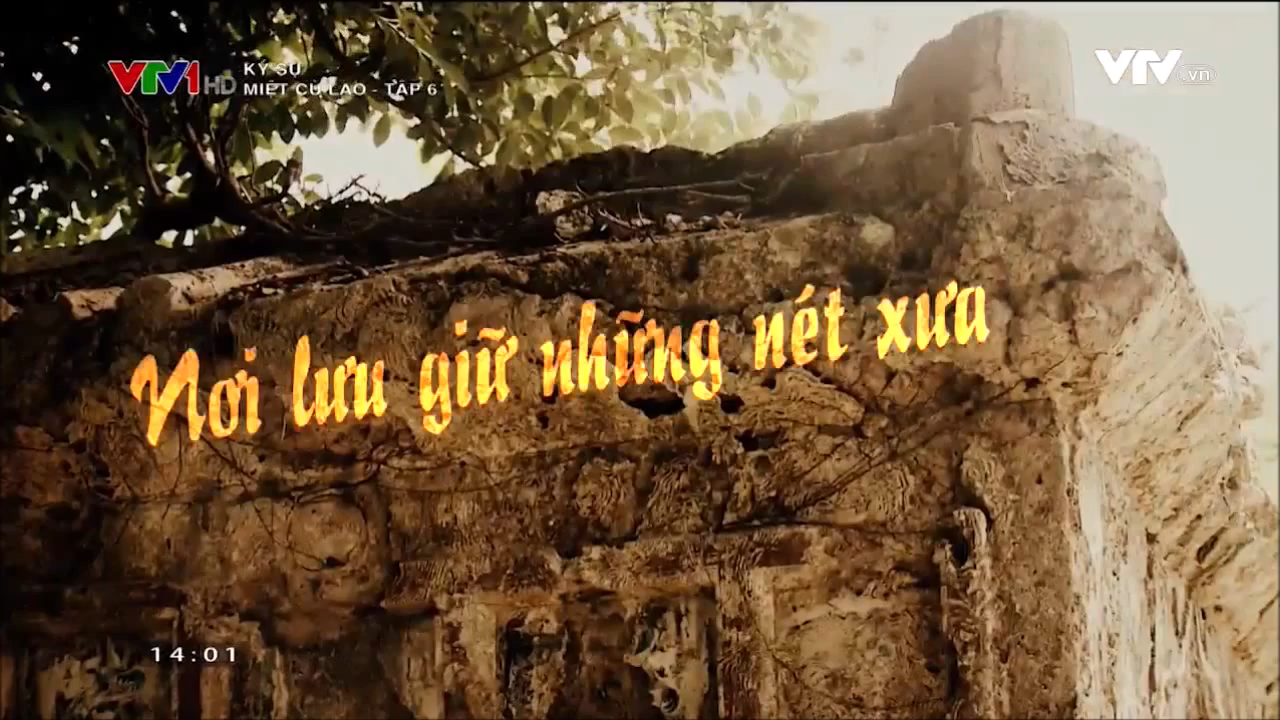 VTV1 HD
KÝ SỰ
MIỆT CÙ LAO - TẬP 6
VTV.vn
Nơi lưu giữ những nét xưa
14:01